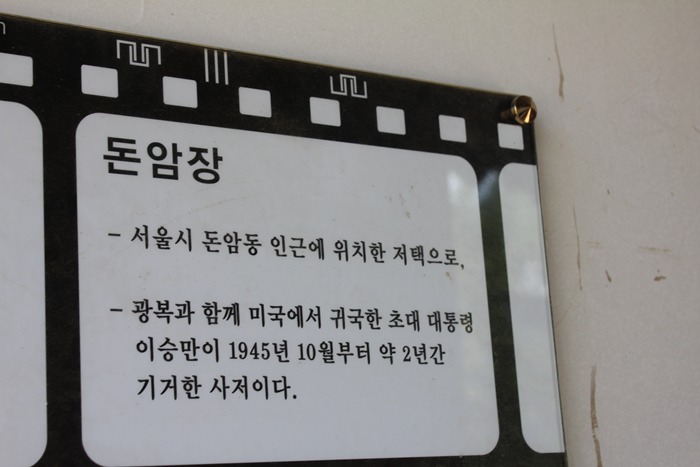 돈암장
- 서울시 돈암동 인근에 위치한 저택으로,
- 광복과 함께 미국에서 귀국한 초대 대통령
이승만이 1945년 10월부터 약 2년간
기거한 사저이다.